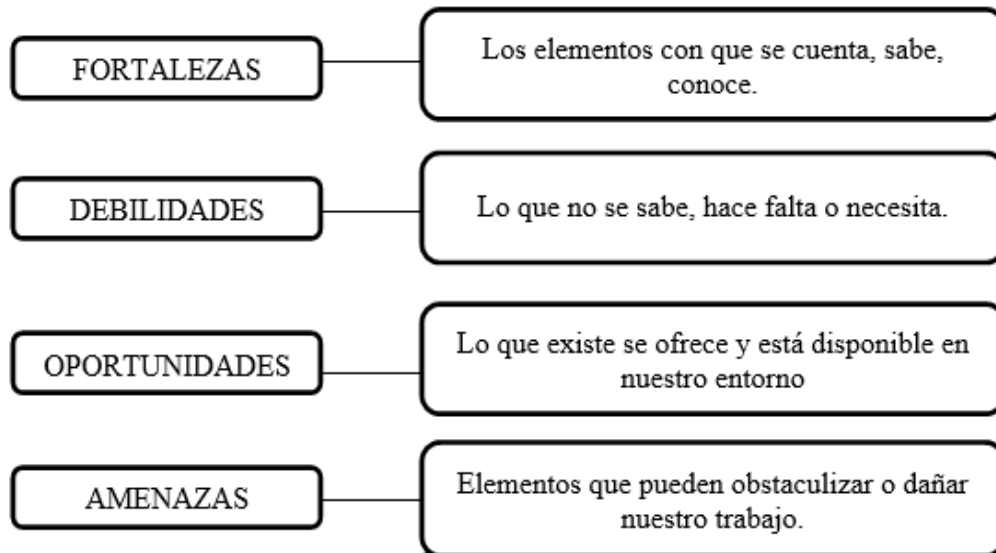 FORTALEZAS
Los elementos con que se cuenta, sabe,
conoce.
DEBILIDADES
Lo que no se sabe, hace falta o necesita.
OPORTUNIDADES
Lo que existe se ofrece y está disponible en
nuestro entorno
AMENAZAS
Elementos que pueden obstaculizar o dañar
nuestro trabajo.